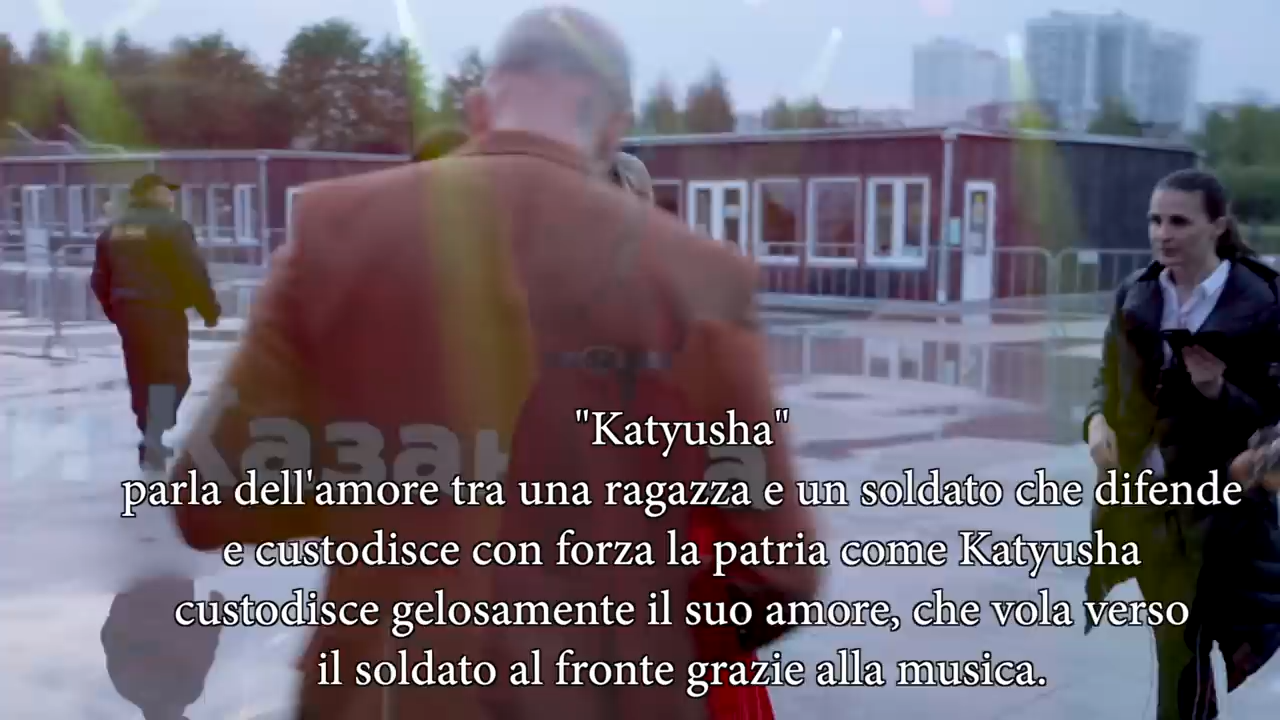 "Katyusha"
parla dell'amore tra una ragazza e un soldato che difende
e custodisce con forza la patria come Katyusha
custodisce gelosamente il suo amore, che vola verso
il soldato al fronte grazie alla musica.